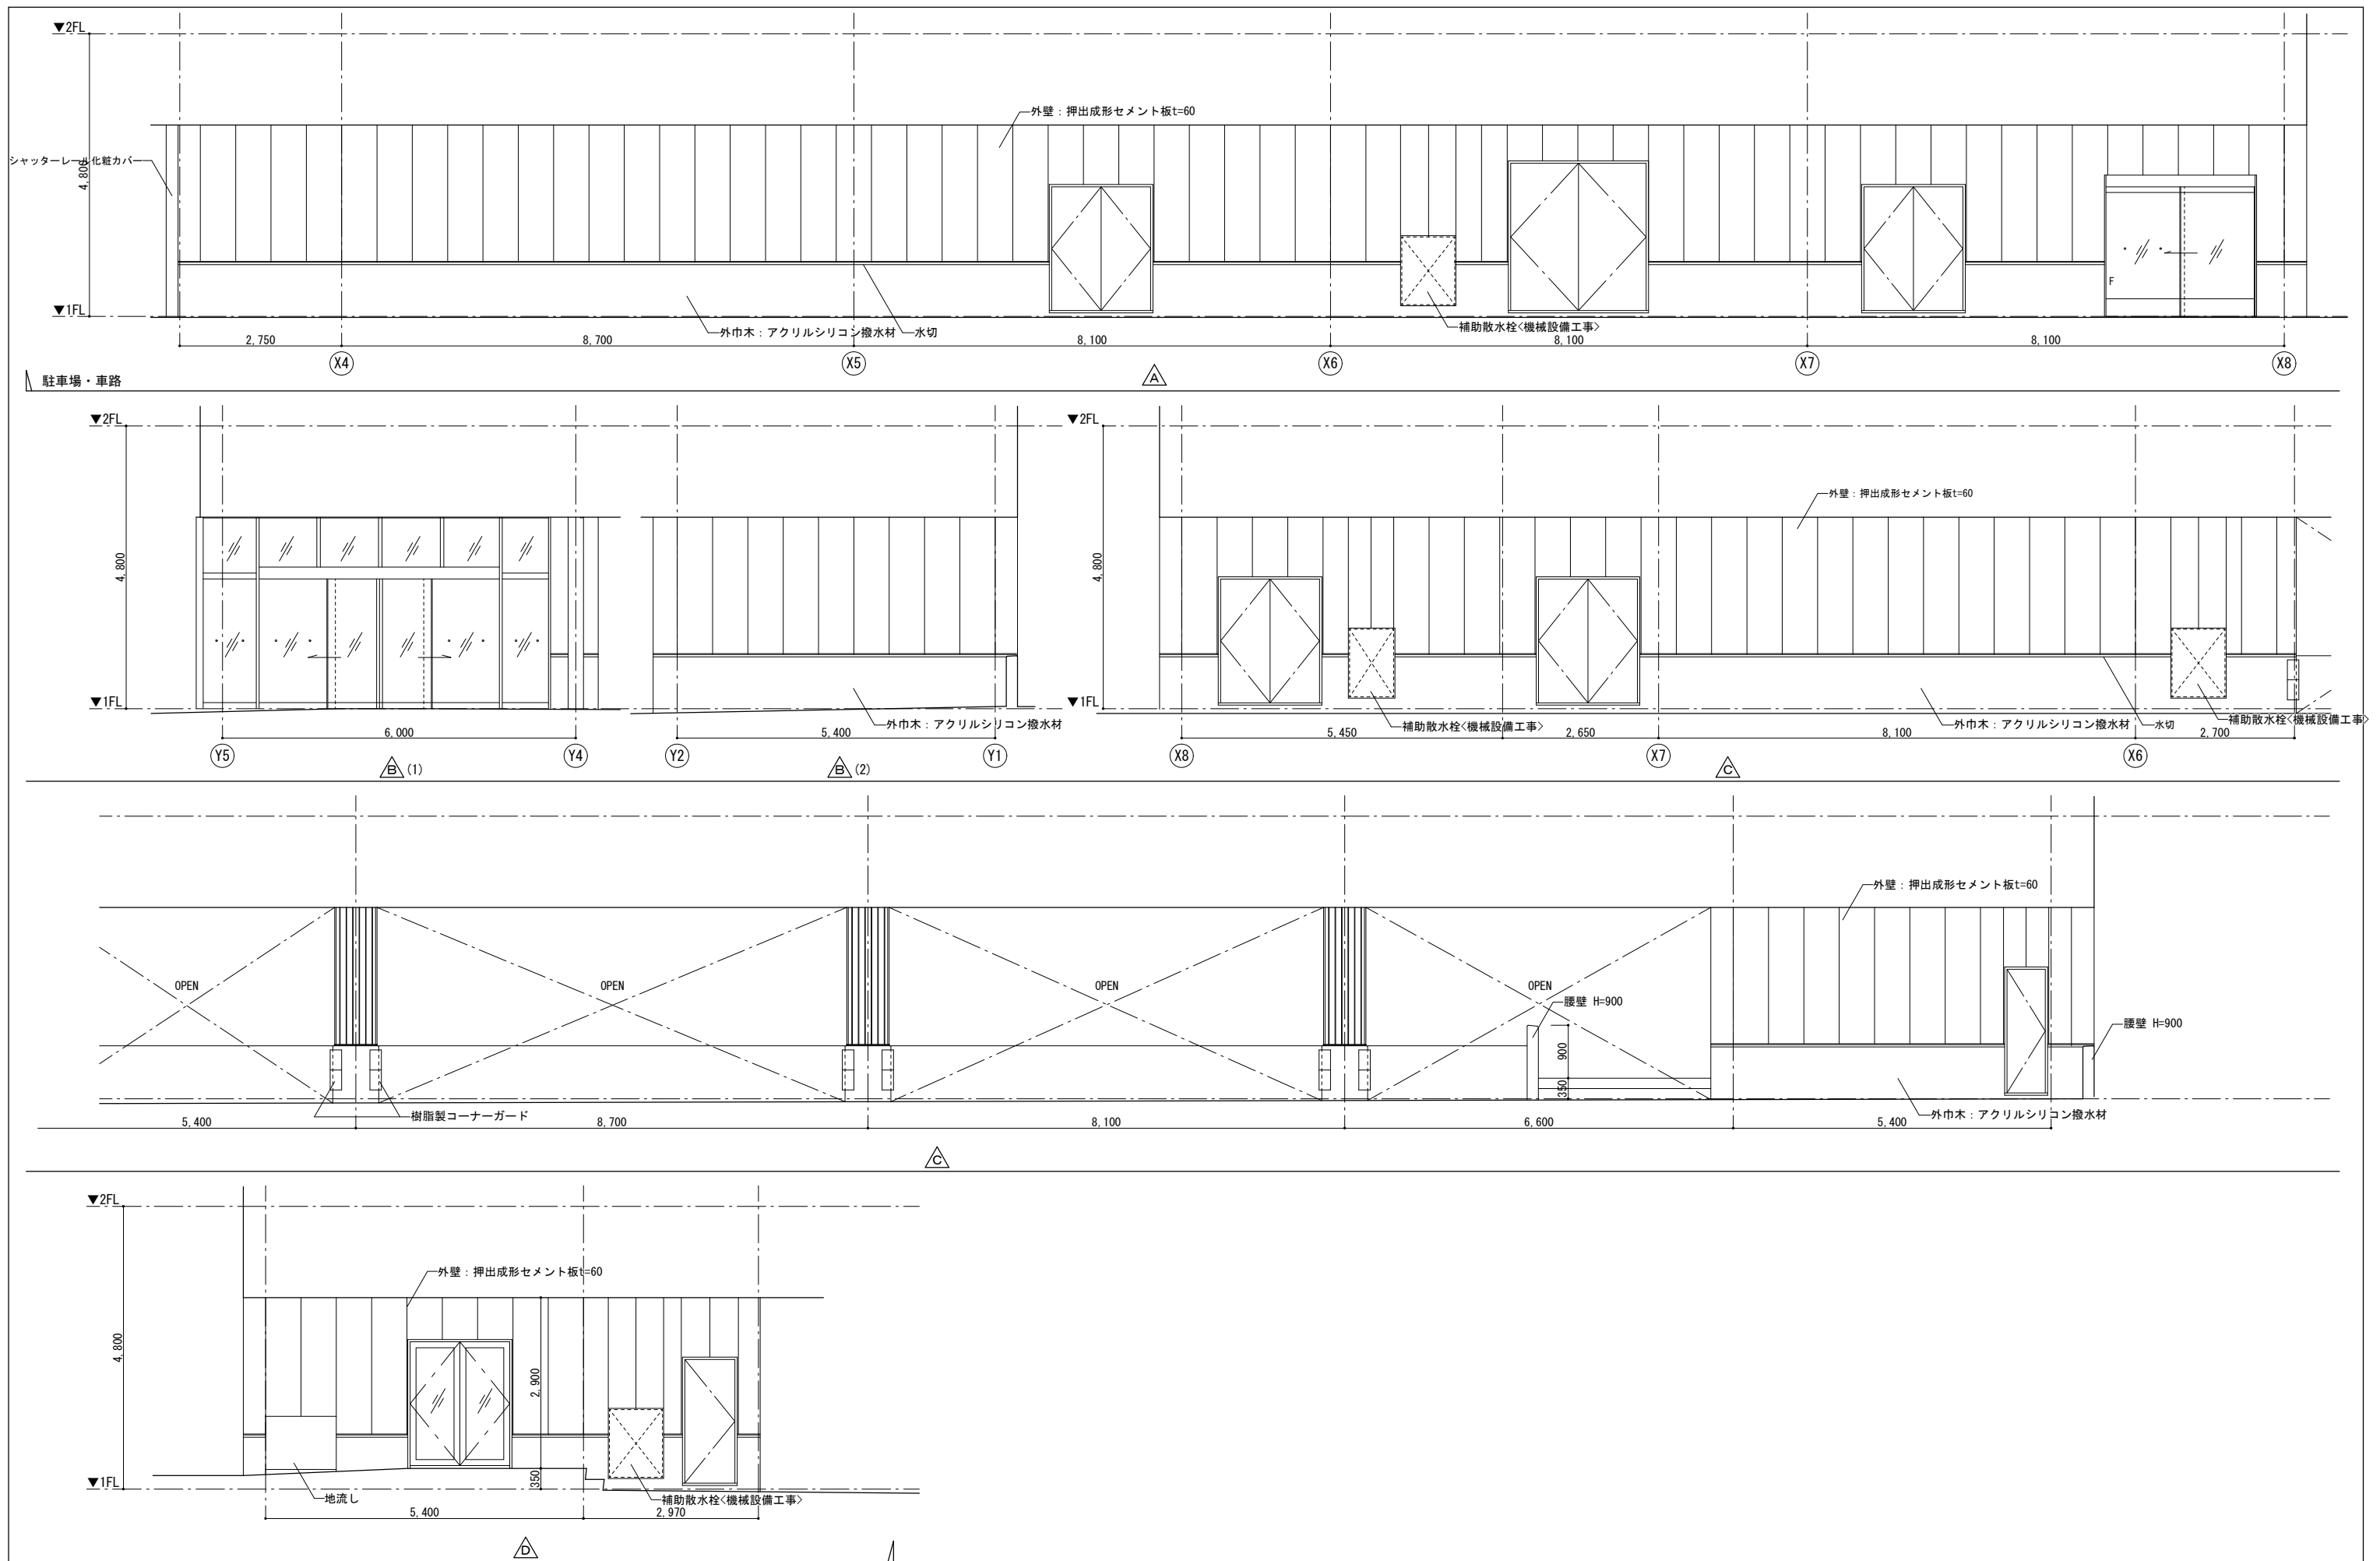 ▼2FL
外壁：押出成形セメント板t=60
シャッターレール化粧カバー
4,800
▼1FL
外巾木：アクリルシリコン撥水材
水切
補助散水栓<機械設備工事>
F
2,750
8,700
8,100
8,100
8,100
X4
X5
X6
X7
X8
駐車場・車路
A
▼2FL
▼2FL
外壁：押出成形セメント板t=60
4,800
4,800
▼1FL
▼1FL
外巾木：アクリルシリコン撥水材
補助散水栓<機械設備工事>
外巾木：アクリルシリコン撥水材
水切
補助散水栓<機械設備工事>
6,000
5,400
5,450
2,650
8,100
2,700
Y5
Y4
Y2
Y1
X8
X7
X6
B (1)
B (2)
C
外壁：押出成形セメント板t=60
OPEN
OPEN
OPEN
OPEN
腰壁 H=900
腰壁 H=900
900
350
樹脂製コーナーガード
外巾木：アクリルシリコン撥水材
5,400
8,700
8,100
6,600
5,400
C
▼2FL
外壁：押出成形セメント板t=60
4,800
2,900
350
▼1FL
地流し
補助散水栓<機械設備工事>
5,400
2,970
D